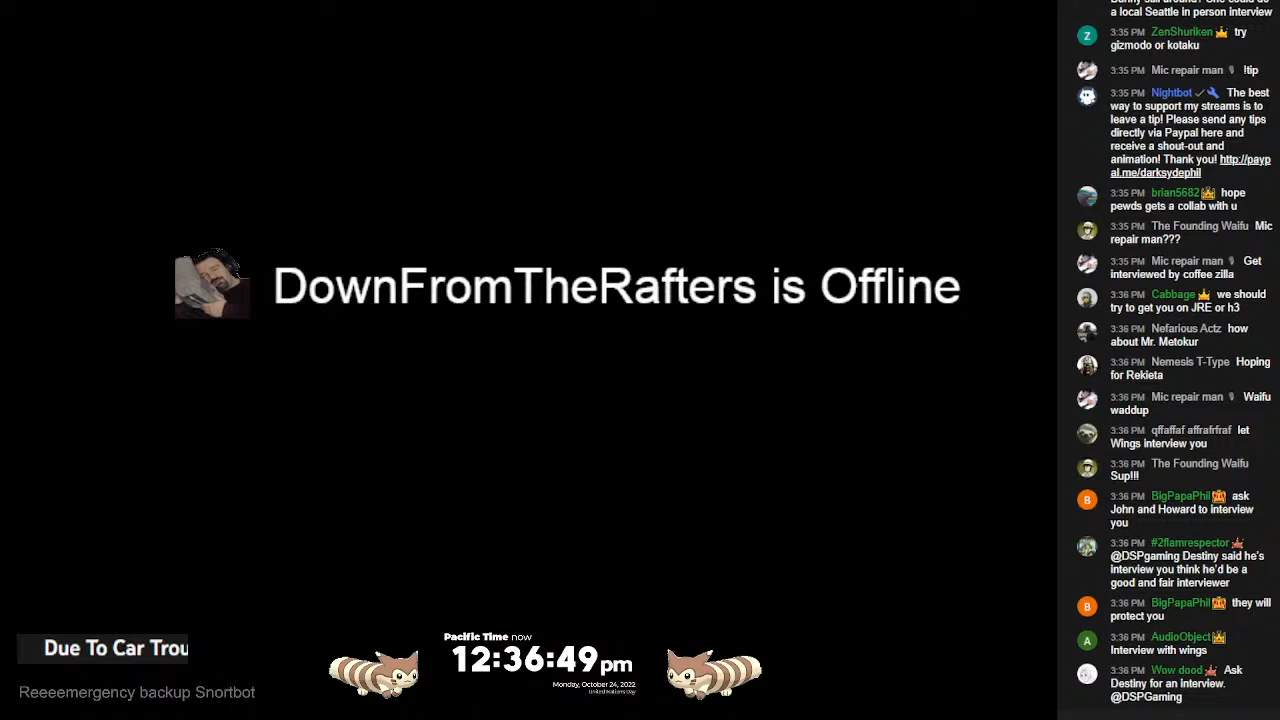 DownFromTheRafters is Offline
Due To Car Trou
Reeeemergency backup Snortbot
Pacific Time now
12:36:49pm
Monday, October 24, 2022
United Nations Day
a local Seattle in person interview
Z
3:35 PM ZenShuriken try
gizmodo or kotaku
3:35 PM Mic repair man !tip
3:35 PM Nightbot The best
way to support my streams is to
leave a tip! Please send any tips
directly via Paypal here and
receive a shout-out and
animation! Thank you! http://payp
al.me/darksydephil
3:35 PM brian5682 hope
pewds gets a collab with u
3:35 PM The Founding Waifu Mic
repair man???
3:35 PM Mic repair man Get
interviewed by coffee zilla
3:36 PM Cabbage we should
try to get you on JRE or h3
3:36 PM Nefarious Actz how
about Mr. Metokur
3:36 PM Nemesis T-Type Hoping
for Rekieta
3:36 PM Mic repair man Waifu
waddup
3:36 PM qffaffaf affrafrfraf let
Wings interview you
3:36 PM The Founding Waifu
Sup!!!
B
3:36 PM BigPapaPhil ask
John and Howard to interview
you
3:36 PM #2flamrespector
@DSPgaming Destiny said he's
interview you think he'd be a
good and fair interviewer
B
3:36 PM BigPapaPhil they will
protect you
A
3:36 PM AudioObject
Interview with wings
3:36 PM Wow dood Ask
Destiny for an interview.
@DSPGaming